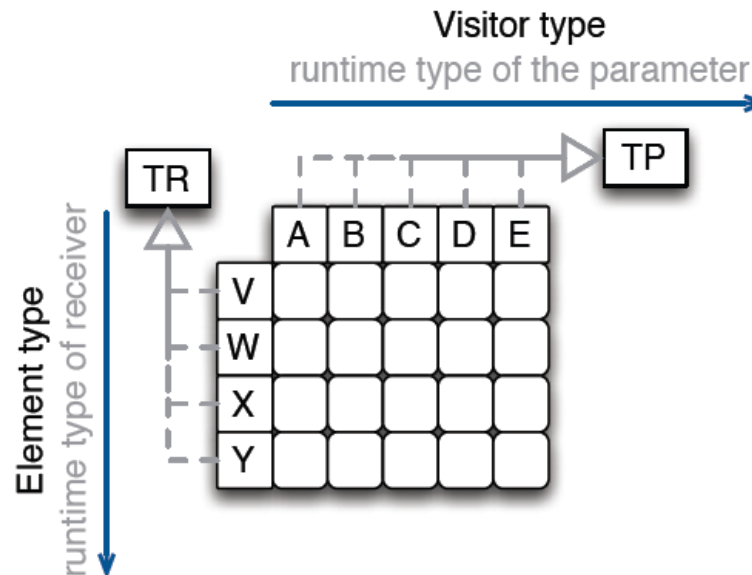 Visitor type
runtime type of the parameter
TR
TP
A B C D E
V
W
X
Y
Element type
runtime type of receiver